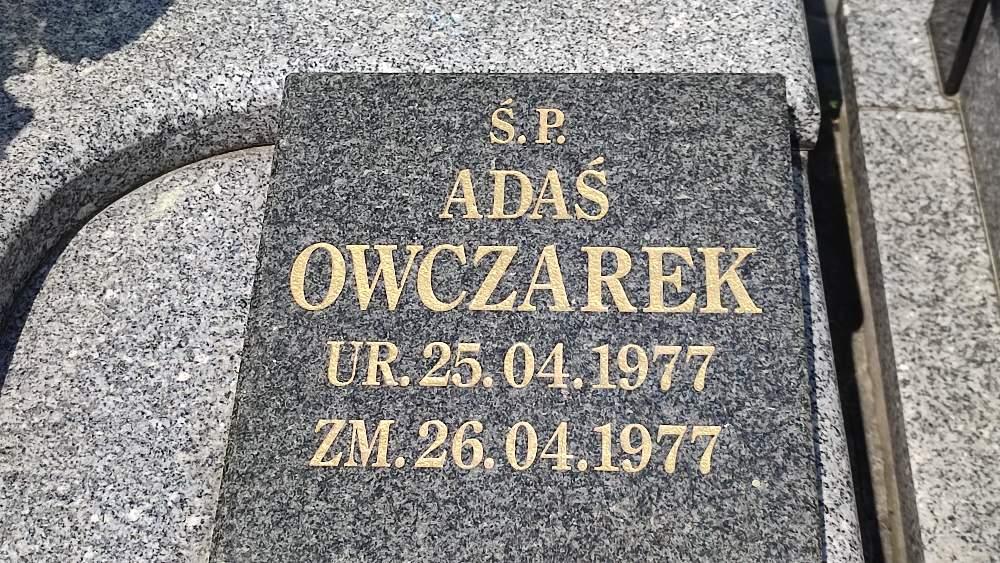 Ś.P.
ADAŚ
OWCZAREK
UR. 25. 04. 1977
ZM. 26. 04. 1977